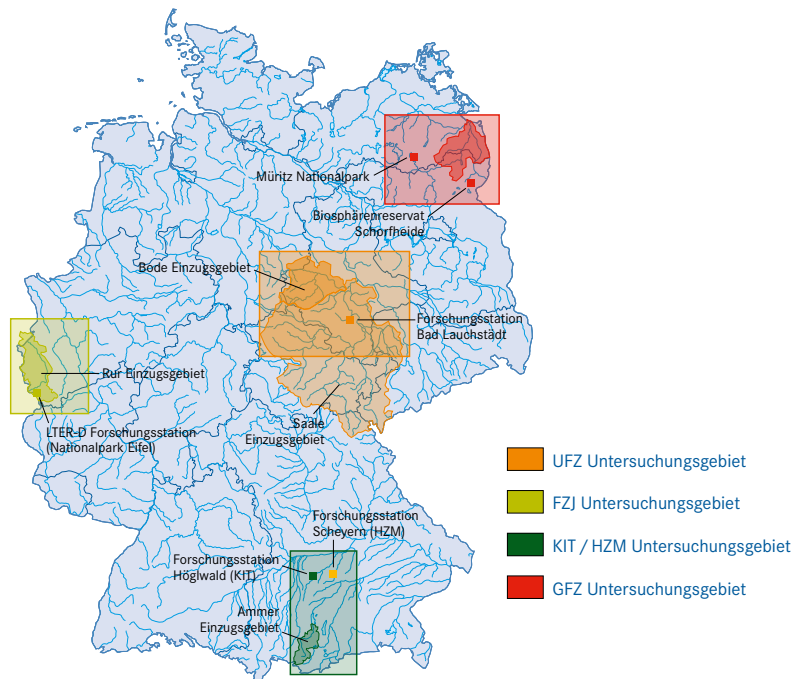 Müritz Nationalpark
Biosphärenreservat
Schorfheide
Bode Einzugsgebiet
Forschungsstation
Bad Lauchstädt
Rur Einzugsgebiet
LTER-D Forschungsstation
(Nationalpark Eifel)
Saale
Einzugsgebiet
UFZ Untersuchungsgebiet
FZJ Untersuchungsgebiet
KIT / HZM Untersuchungsgebiet
GFZ Untersuchungsgebiet
Forschungsstation
Scheyern (HZM)
Forschungsstation
Höglwald (KIT)
Ammer
Einzugsgebiet